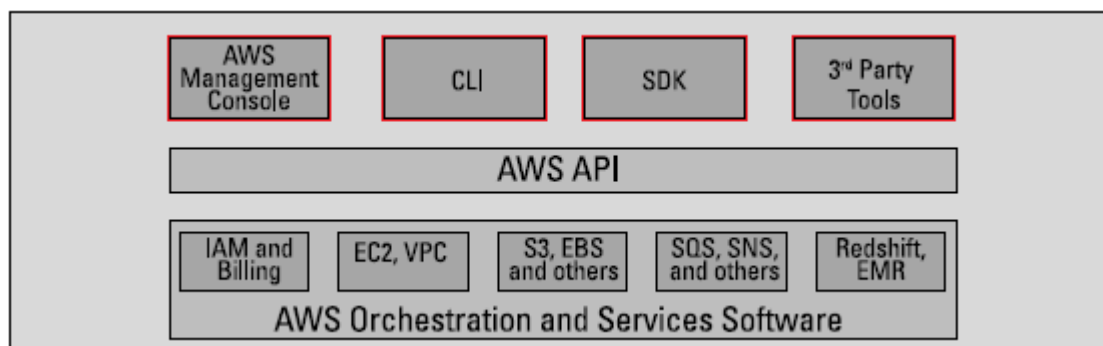 AWS
Management
Console
CLI
SDK
3rd Party
Tools
AWS API
IAM and
Billing
EC2, VPC
S3, EBS
and others
SQS, SNS,
and others
Redshift,
EMR
AWS Orchestration and Services Software